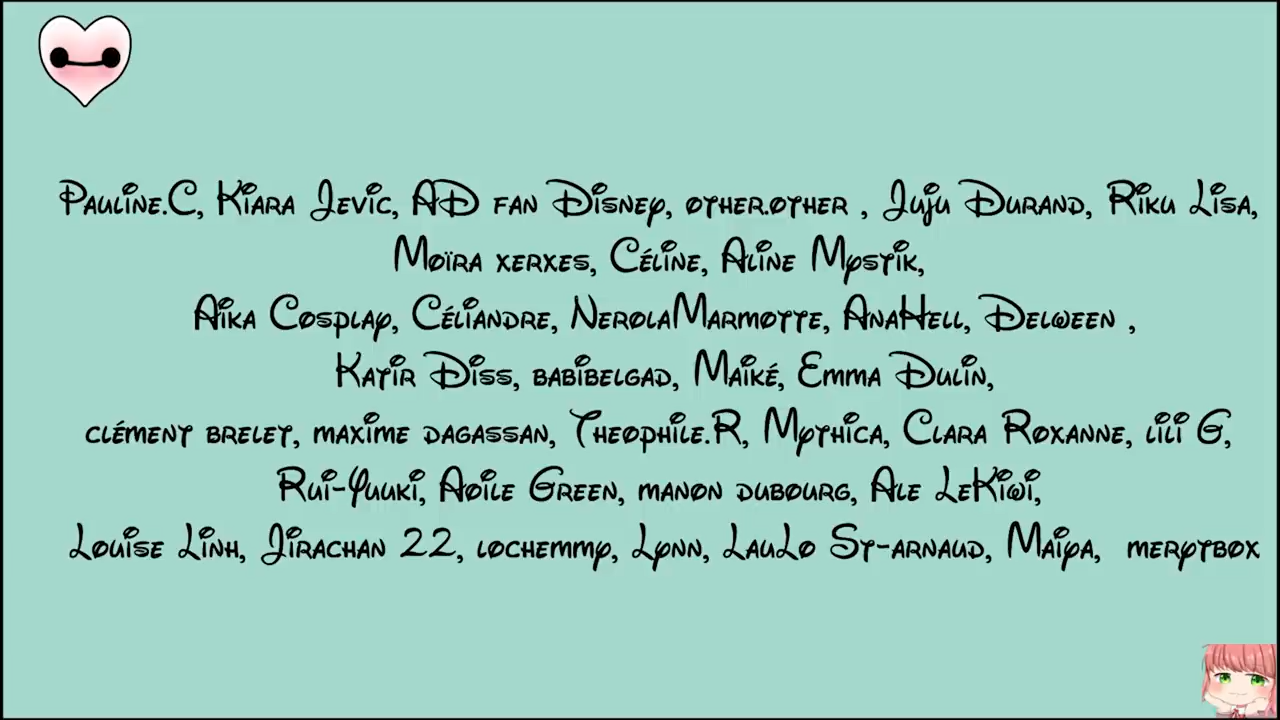 Pauline.C, Kiara Jevic, AD fan Disney, other.other , Juju Durand, Riku Lisa,
Moïra xerxes, Céline, Aline Mystik,
Aika Cosplay, Céliandre, NerolaMarmotte, AnaHell, Delween ,
Katir Diss, babibelgad, Maiké, Emma Dulin,
clément brelet, maxime dagassan, Theophile.R, Mythica, Clara Roxanne, lili G,
Rui-Yuuki, Aoile Green, manon dubourg, Ale LeKiwi,
Louise Linh, Jirachan 22, lochemmy, Lynn, LauLo St-arnaud, Maïya, merytbox